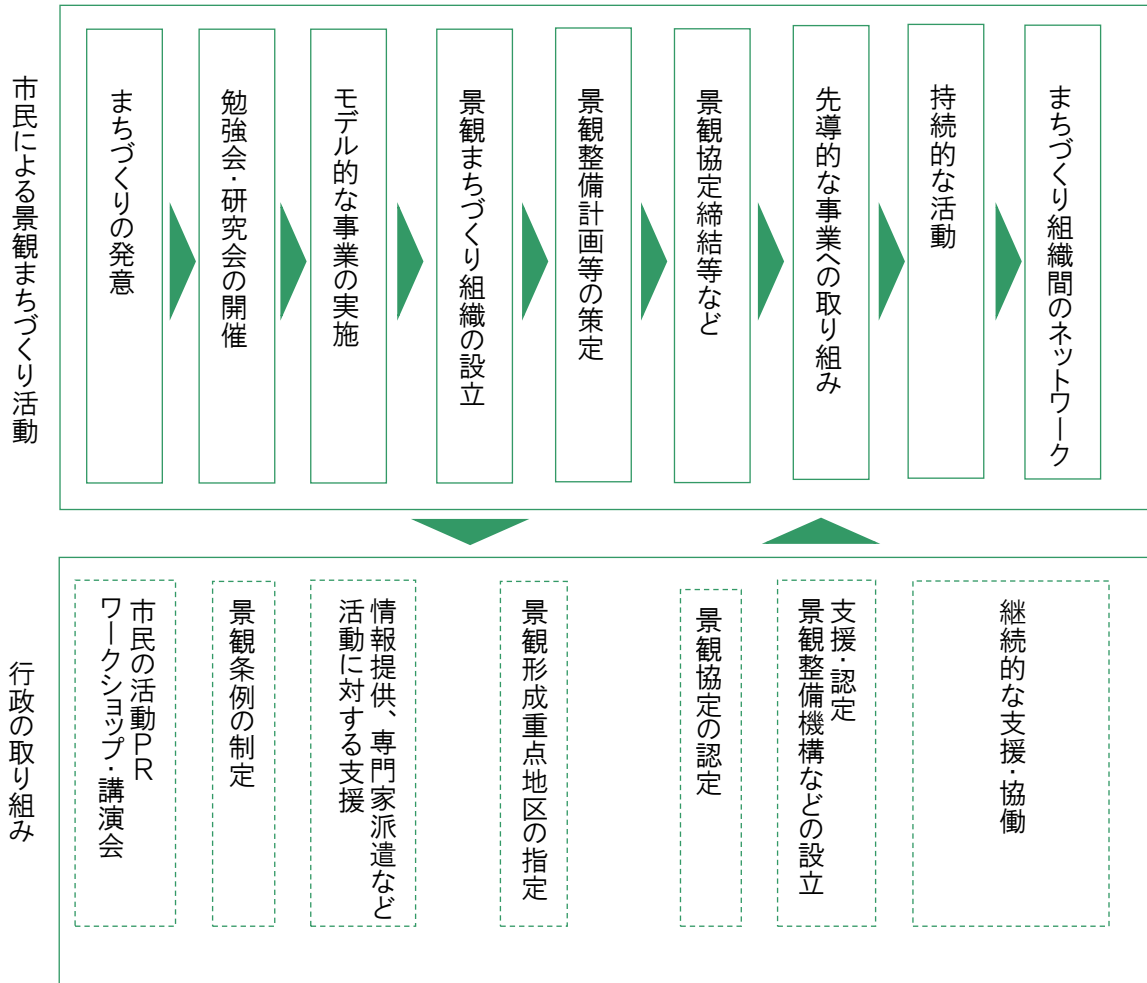 市民による景観まちづくり活動
まちづくりの発意
勉強会・研究会の開催
モデル的な事業の実施
景観まちづくり組織の設立
景観整備計画等の策定
景観協定締結等など
先導的な事業への取り組み
持続的な活動
まちづくり組織間のネットワーク
行政の取り組み
市民の活動PR
ワークショップ・講演会
景観条例の制定
情報提供、専門家派遣など
活動に対する支援
景観形成重点地区の指定
景観協定の認定
支援・認定
景観整備機構などの設立
継続的な支援・協働